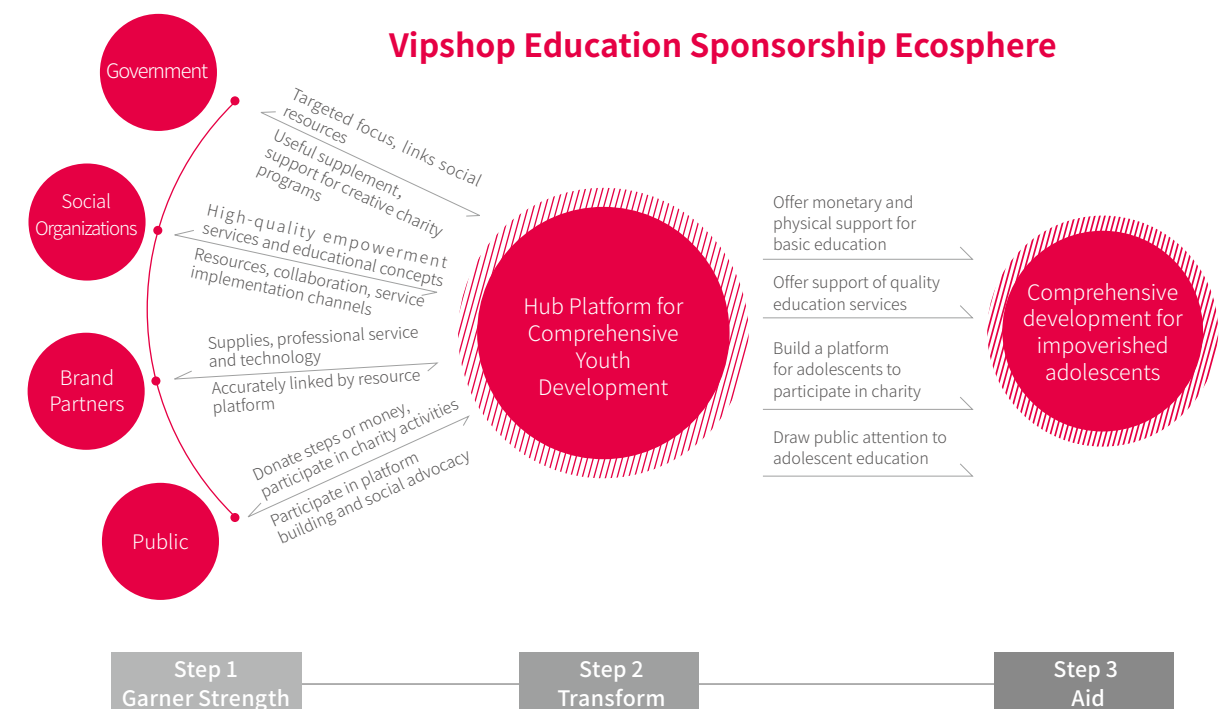 Vipshop Education Sponsorship Ecosphere
Government
Social
Organizations
Brand
Partners
Public
Targeted focus, links social
resources
Useful supplement,
support for creative charity
programs
High-quality empowerment
services and educational concepts
Resources, collaboration, service
implementation channels
Supplies, professional service
and technology
Accurately linked by resource
platform
Donate steps or money,
participate in charity activities
Participate in platform
building and social advocacy
Hub Platform for
Comprehensive
Youth
Development
Offer monetary and
physical support for
basic education
Offer support of quality
education services
Build a platform
for adolescents to
participate in charity
Draw public attention to
adolescent education
Comprehensive
development for
impoverished
adolescents
Step 1
Garner Strength
Step 2
Transform
Step 3
Aid